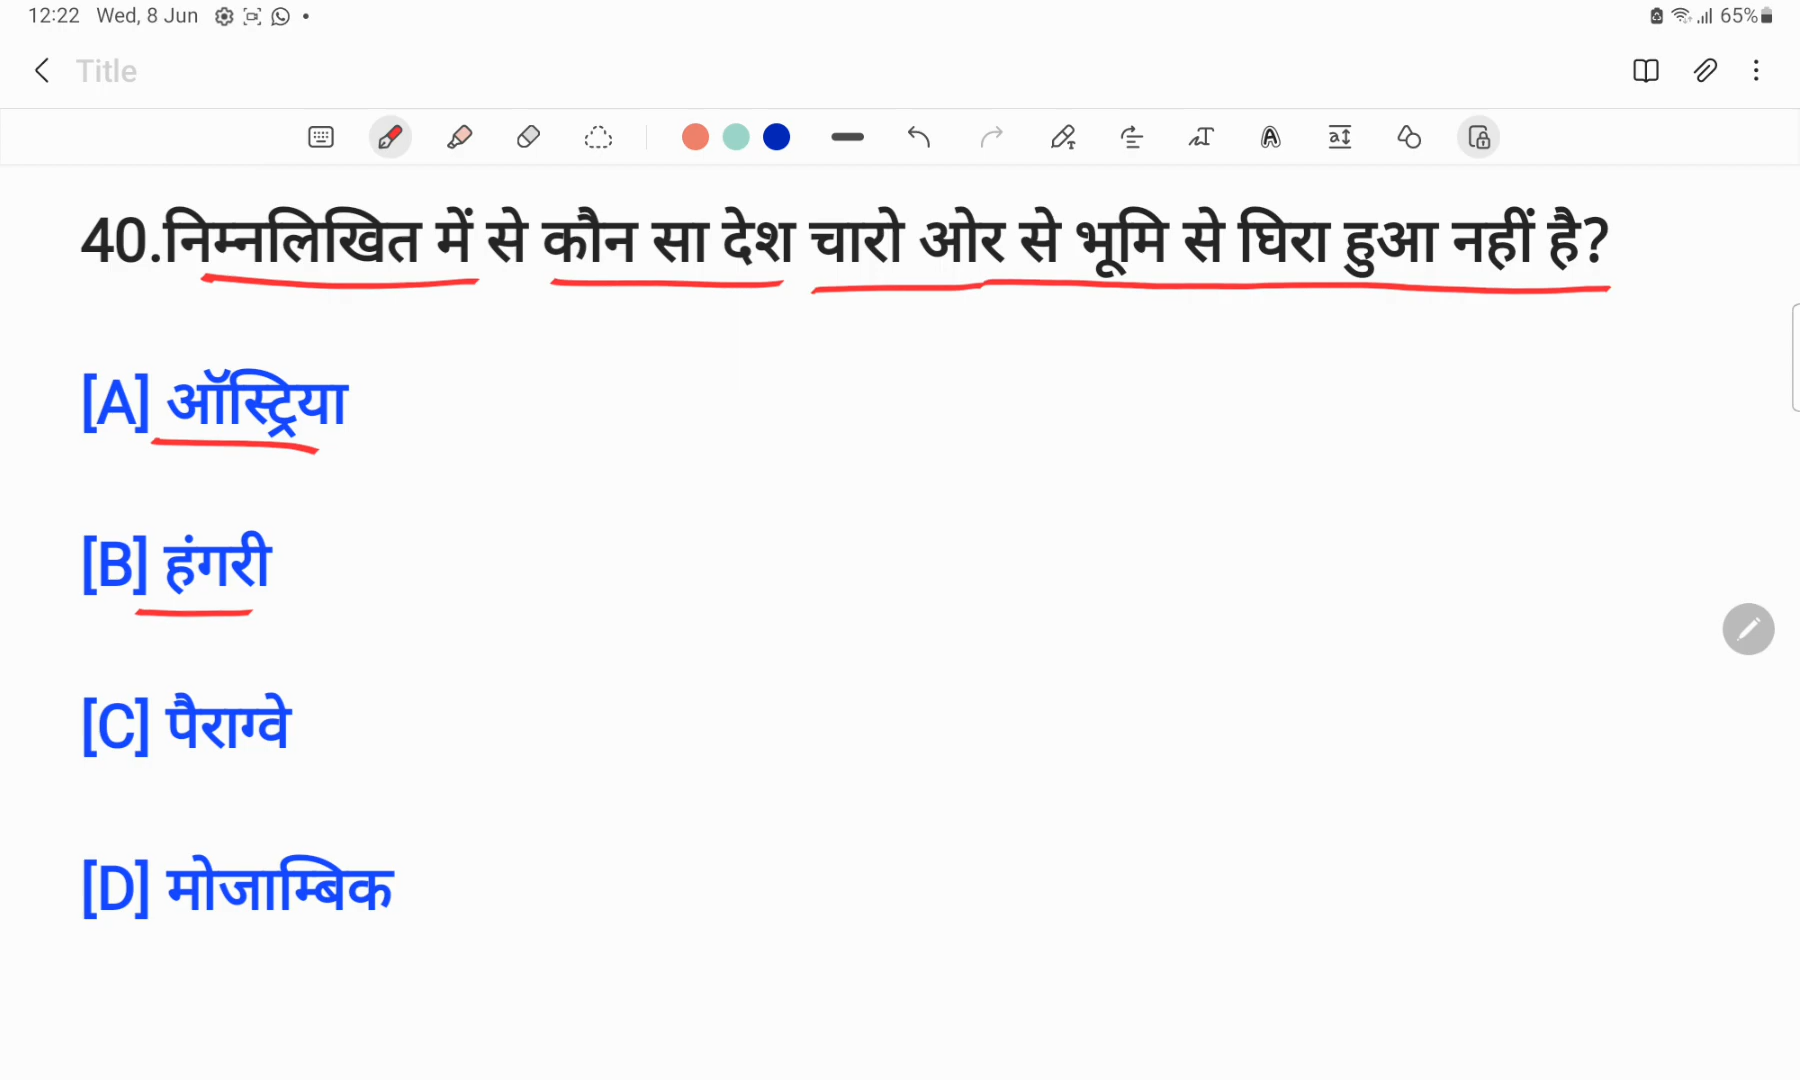 12:22 Wed, 8 Jun 65%
Title
40.निम्नलिखित में से कौन सा देश चारो ओर से भूमि से घिरा हुआ नहीं है?
[A] ऑस्ट्रिया
[B] हंगरी
[C] पैराग्वे
[D] मोजाम्बिक